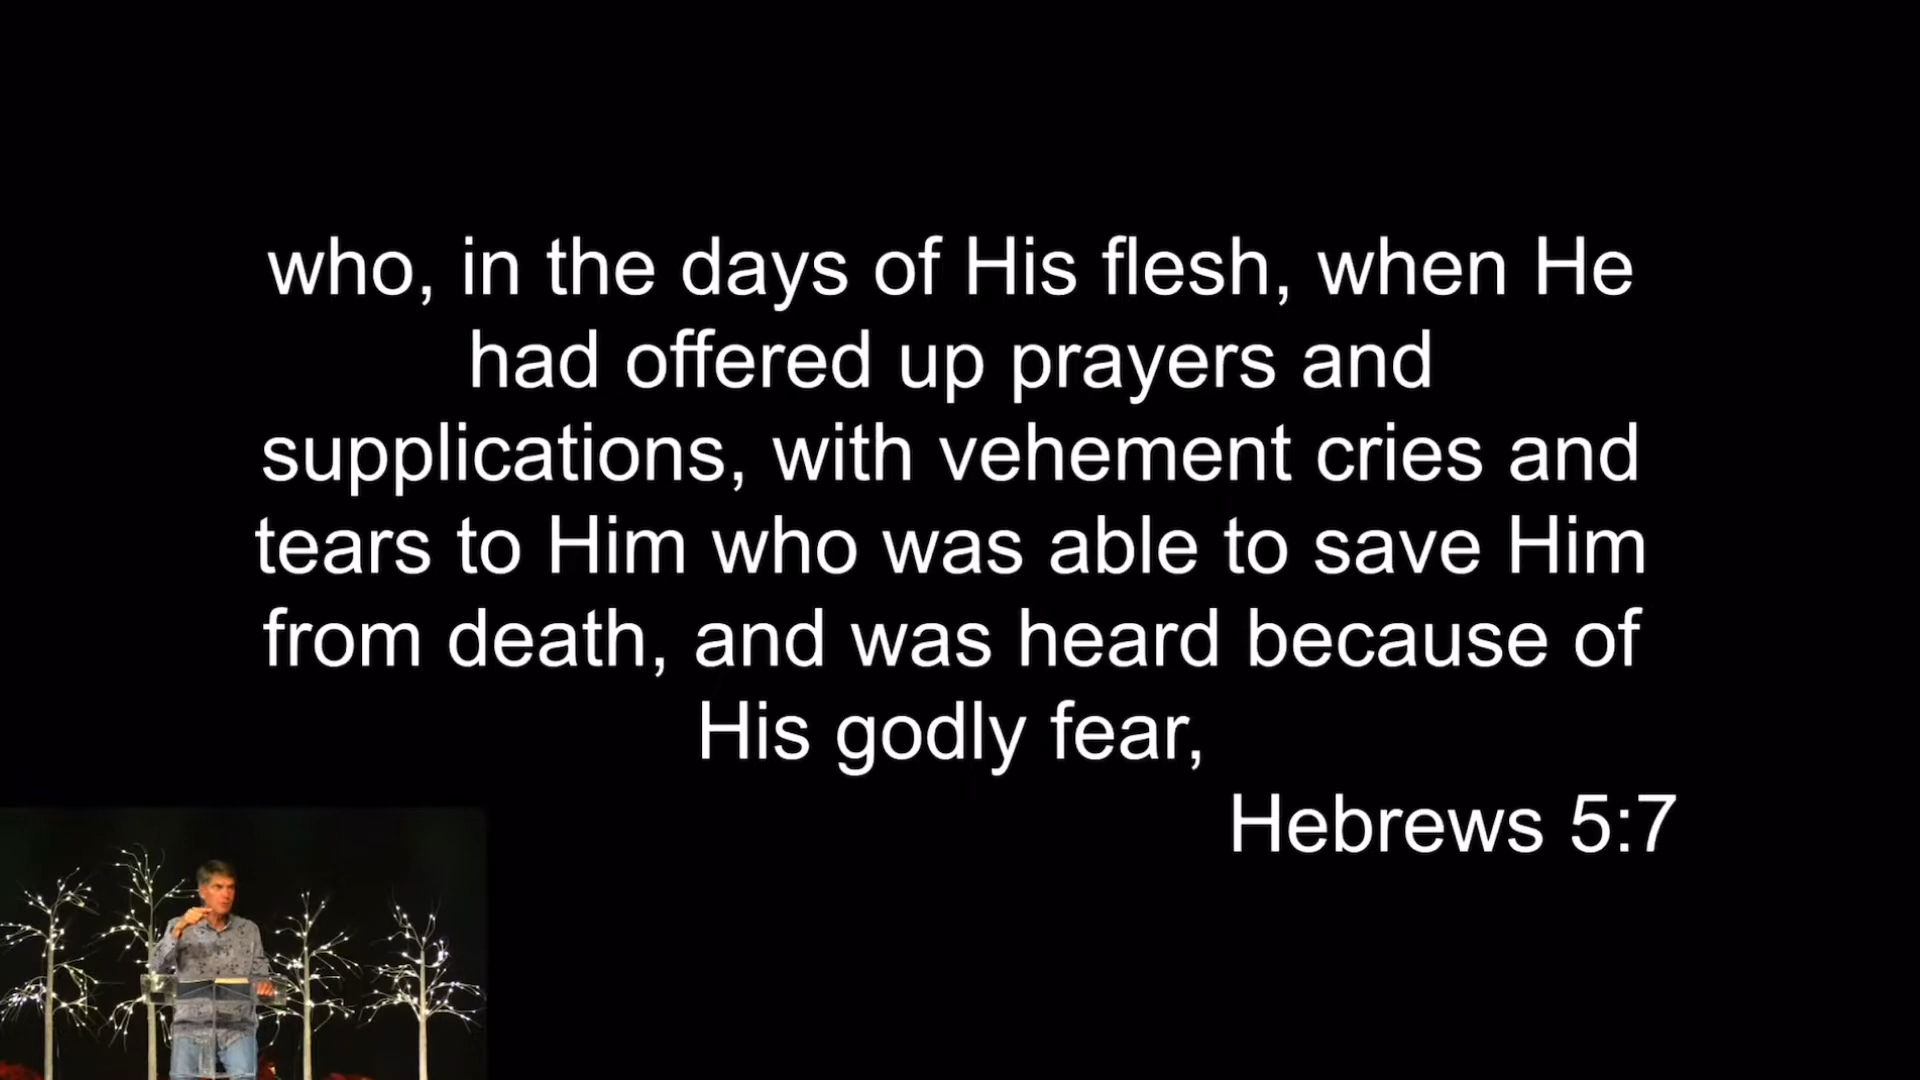 who, in the days of His flesh, when He
had offered up prayers and
supplications, with vehement cries and
tears to Him who was able to save Him
from death, and was heard because of
His godly fear,
Hebrews 5:7